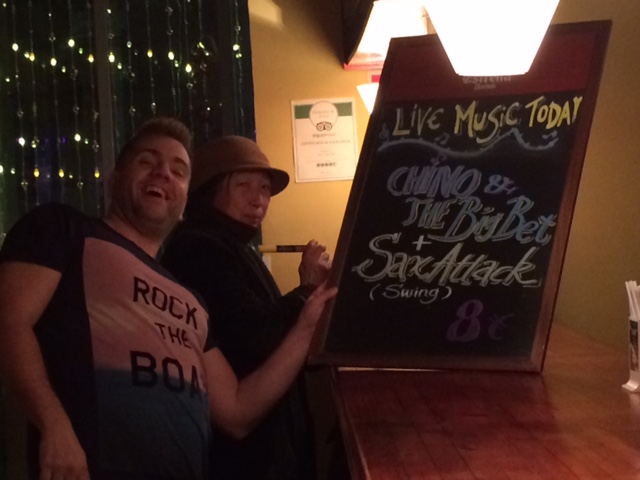 LIVE MUSIC TODAY
CHINO &
THE Big Bet
+
SaxAttack
(Swing)
8€
ROCK
THE
BOA